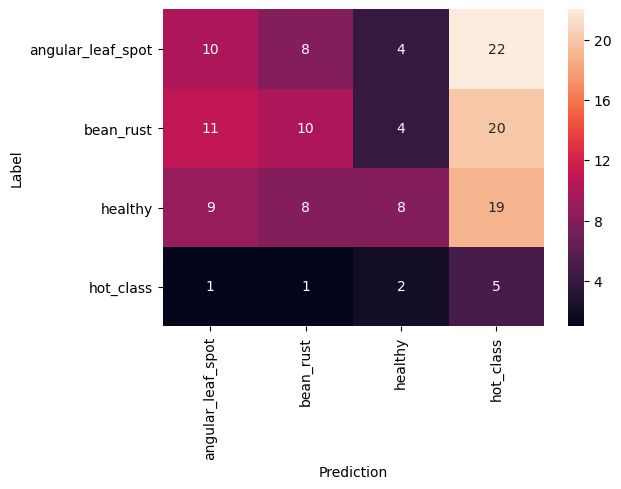 angular_leaf_spot 10 8 4 22
bean_rust 11 10 4 20
healthy 9 8 8 19
hot_class 1 1 2 5
angular_leaf_spot
bean_rust
healthy
hot_class
Prediction
Label
20
16
12
8
4